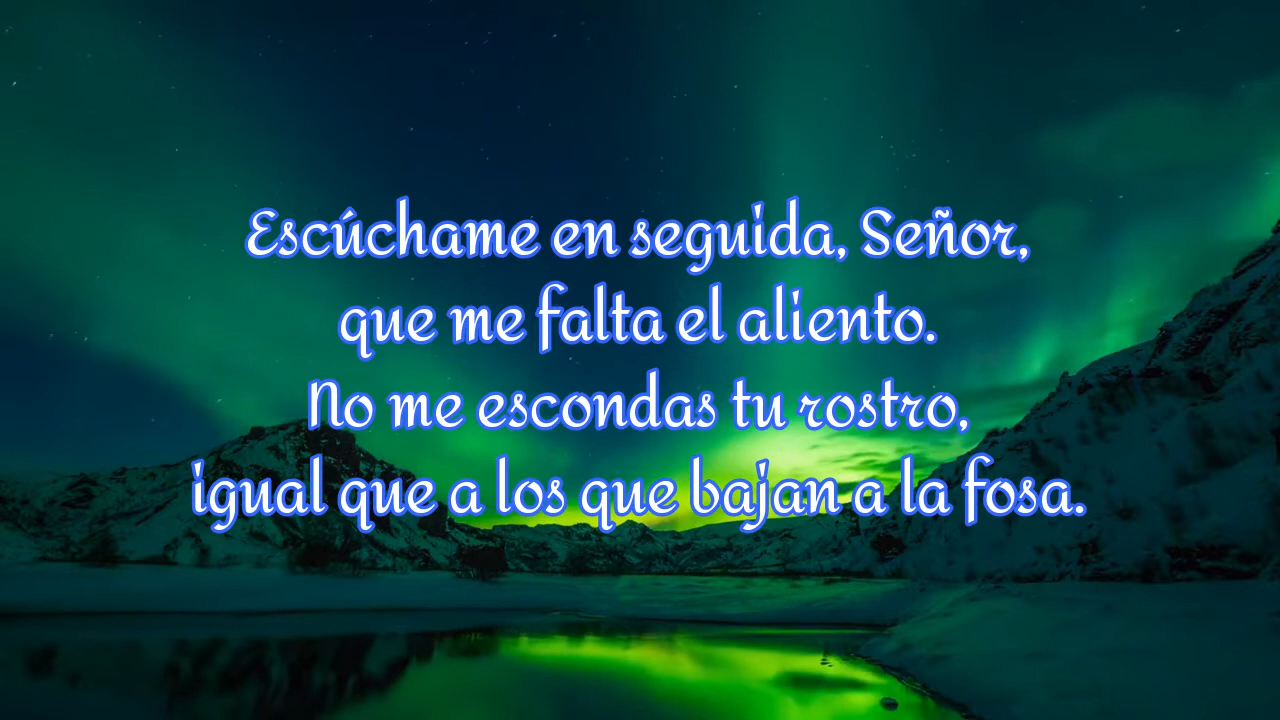 Escúchame en seguida, Señor,
que me falta el aliento.
No me escondas tu rostro,
igual que a los que bajan a la fosa.